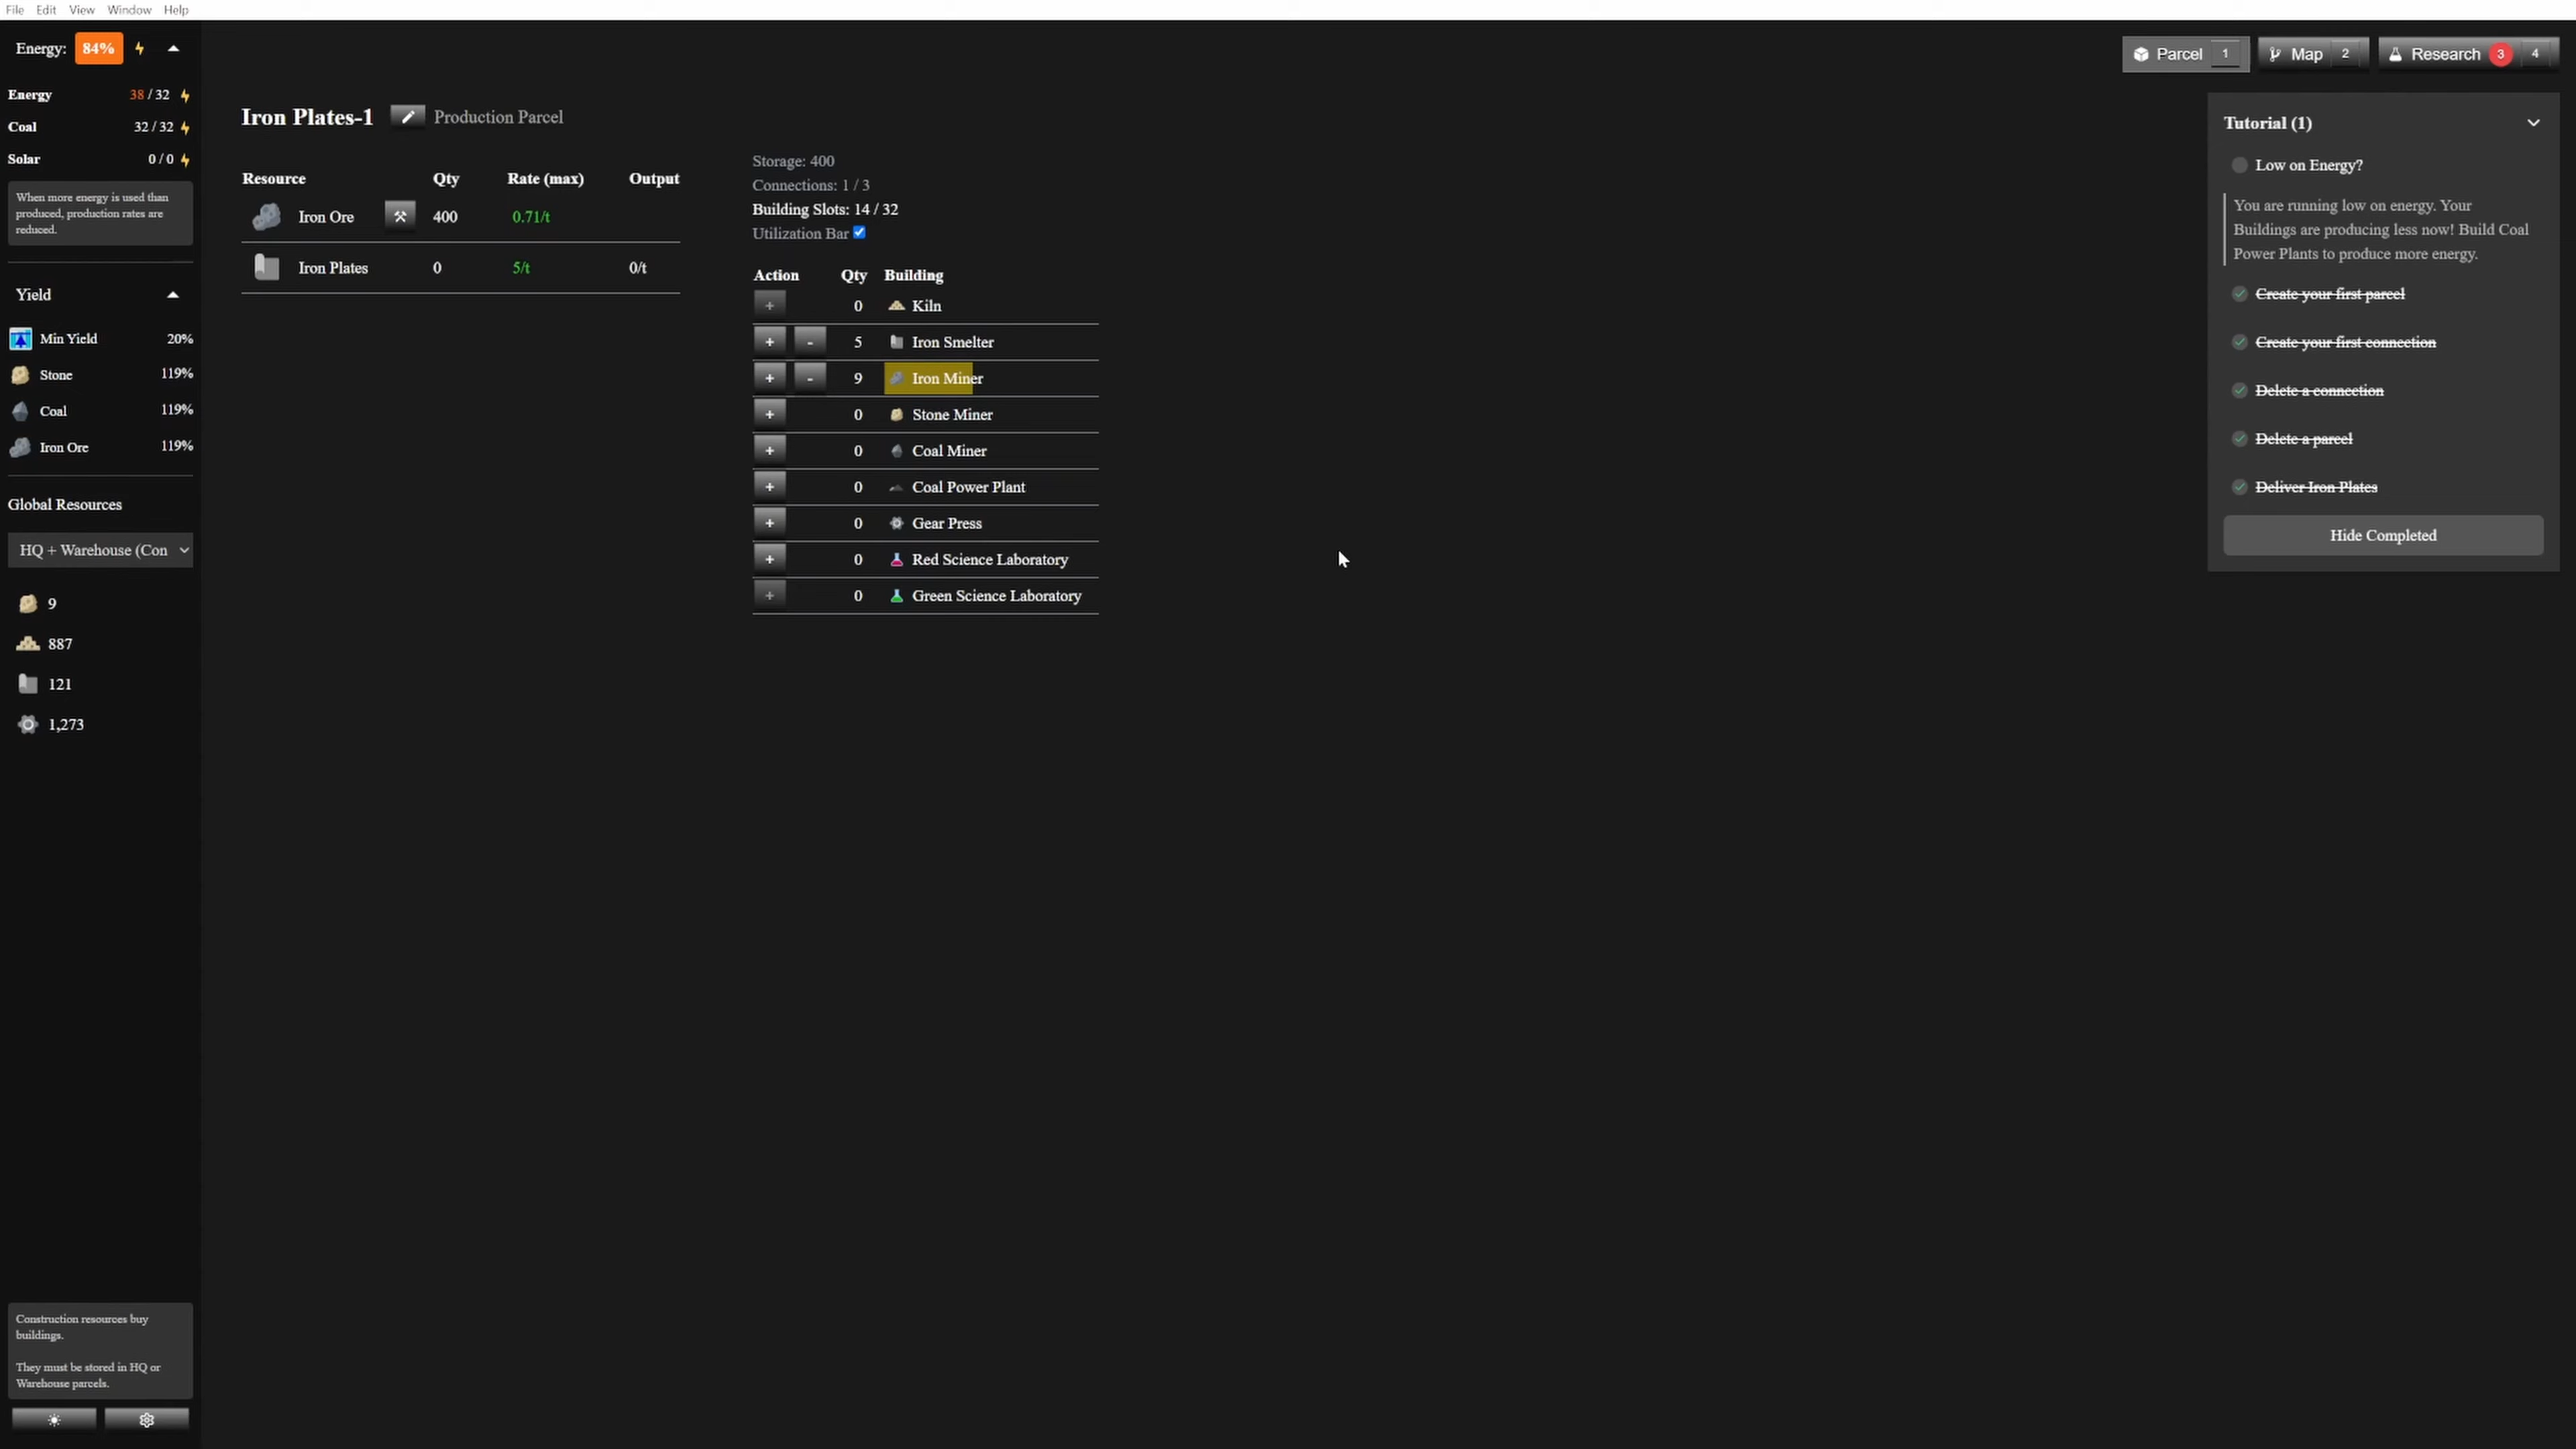 File Edit View Window Help
Energy: 84%
Energy 38 / 32
Coal 32 / 32
Solar 0 / 0
When more energy is used than
produced, production rates are
reduced.
Yield
Min Yield 20%
Stone 119%
Coal 119%
Iron Ore 119%
Global Resources
HQ + Warehouse (Con
9
887
121
1,273
Construction resources buy
buildings.
They must be stored in HQ or
Warehouse parcels.
Iron Plates-1 Production Parcel
Resource Qty Rate (max) Output
Iron Ore 400 0.71/t
Iron Plates 0 5/t 0/t
Storage: 400
Connections: 1 / 3
Building Slots: 14 / 32
Utilization Bar
Action Qty Building
+ 0 Kiln
+ - 5 Iron Smelter
+ - 9 Iron Miner
+ 0 Stone Miner
+ 0 Coal Miner
+ 0 Coal Power Plant
+ 0 Gear Press
+ 0 Red Science Laboratory
+ 0 Green Science Laboratory
Parcel 1 Map 2 Research 3 4
Tutorial (1)
Low on Energy?
You are running low on energy. Your
Buildings are producing less now! Build Coal
Power Plants to produce more energy.
Create your first parcel
Create your first connection
Delete a connection
Delete a parcel
Deliver Iron Plates
Hide Completed